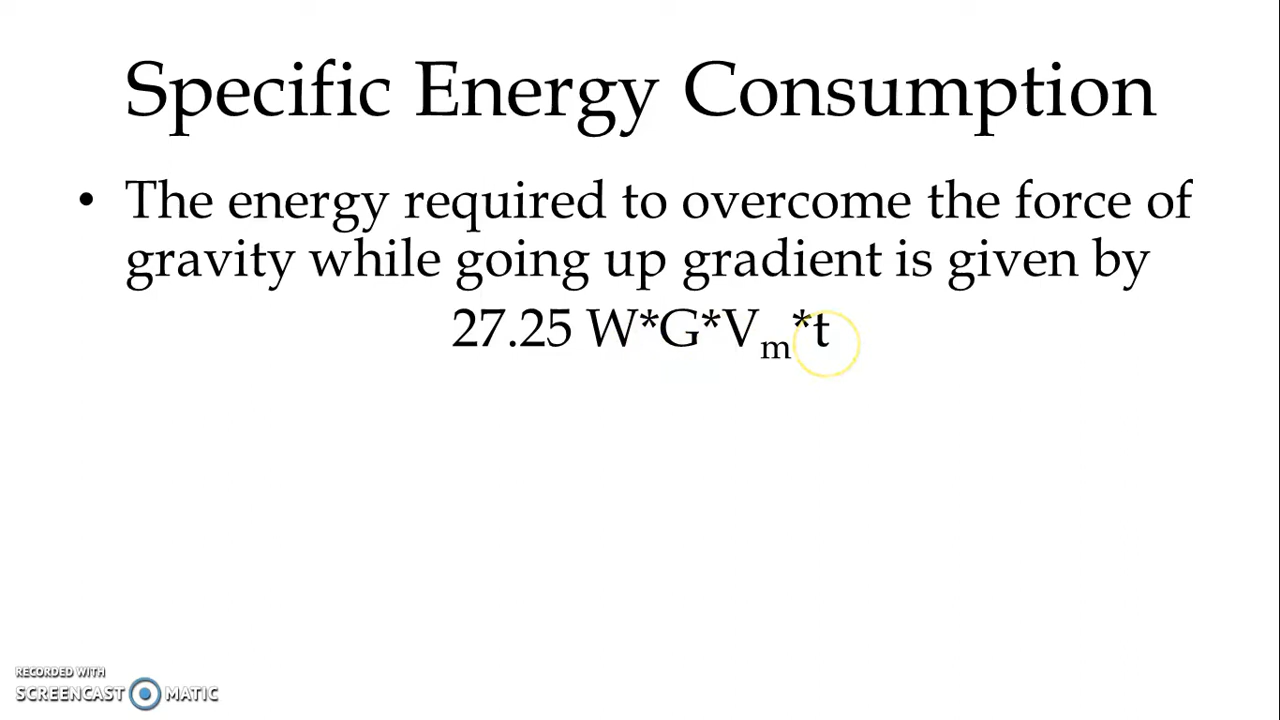 Specific Energy Consumption
• The energy required to overcome the force of
gravity while going up gradient is given by
27.25 W*G*Vₘ*t
RECORDED WITH
SCREENCAST MATIC